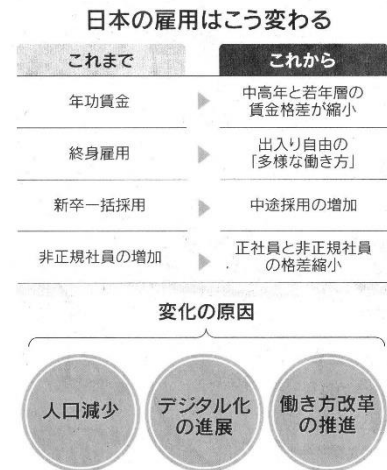 日本の雇用はこう変わる
これまで
これから
年功賃金
中高年と若年層の
賃金格差が縮小
終身雇用
出入り自由の
「多様な働き方」
新卒一括採用
中途採用の増加
非正規社員の増加
正社員と非正規社員
の格差縮小
変化の原因
人口減少
デジタル化
の進展
働き方改革
の推進